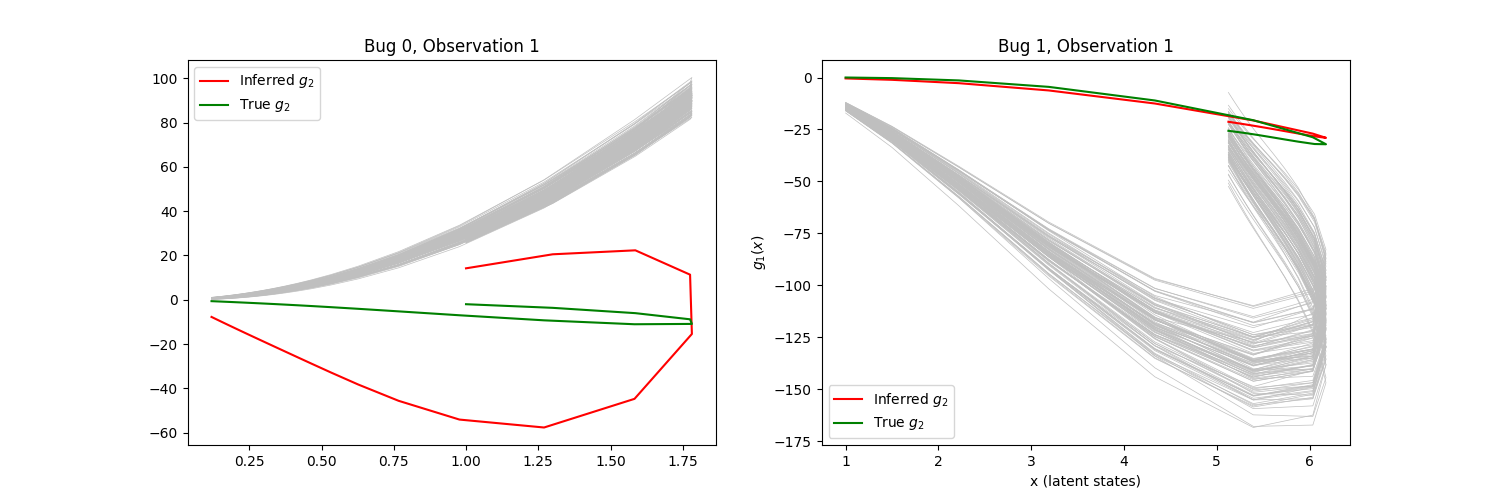 Bug 0, Observation 1
Inferred g₂
True g₂
100
80
60
40
20
0
−20
−40
−60
0.25 0.50 0.75 1.00 1.25 1.50 1.75
Bug 1, Observation 1
g₁(x)
0
−25
−50
−75
−100
−125
−150
−175
Inferred g₂
True g₂
1 2 3 4 5 6
x (latent states)